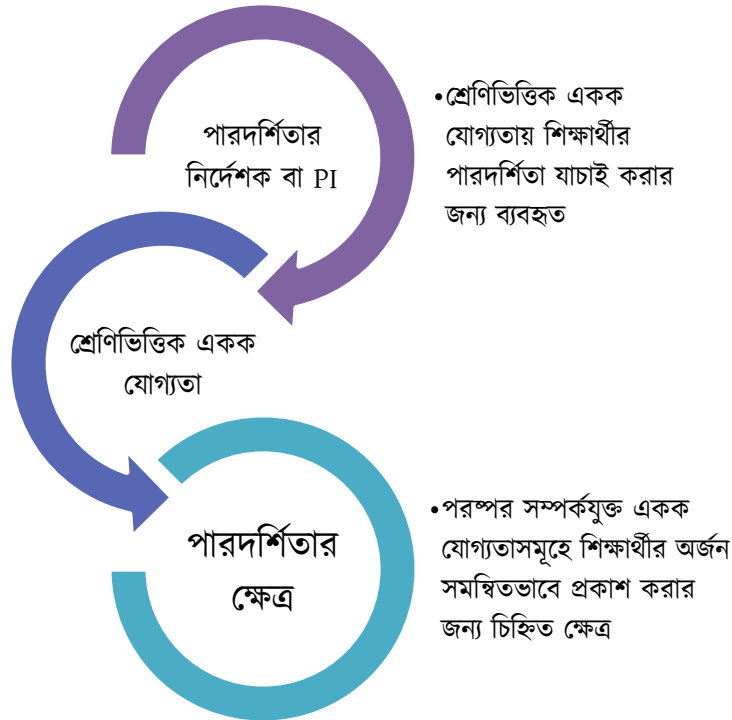 পারদর্শিতার
নির্দেশক বা PI
•শ্রেণিভিত্তিক একক
যোগ্যতায় শিক্ষার্থীর
পারদর্শিতা যাচাই করার
জন্য ব্যবহৃত
শ্রেণিভিত্তিক একক
যোগ্যতা
পারদর্শিতার
ক্ষেত্র
•পরষ্পর সম্পর্কযুক্ত একক
যোগ্যতাসমূহে শিক্ষার্থীর অর্জন
সমন্বিতভাবে প্রকাশ করার
জন্য চিহ্নিত ক্ষেত্র